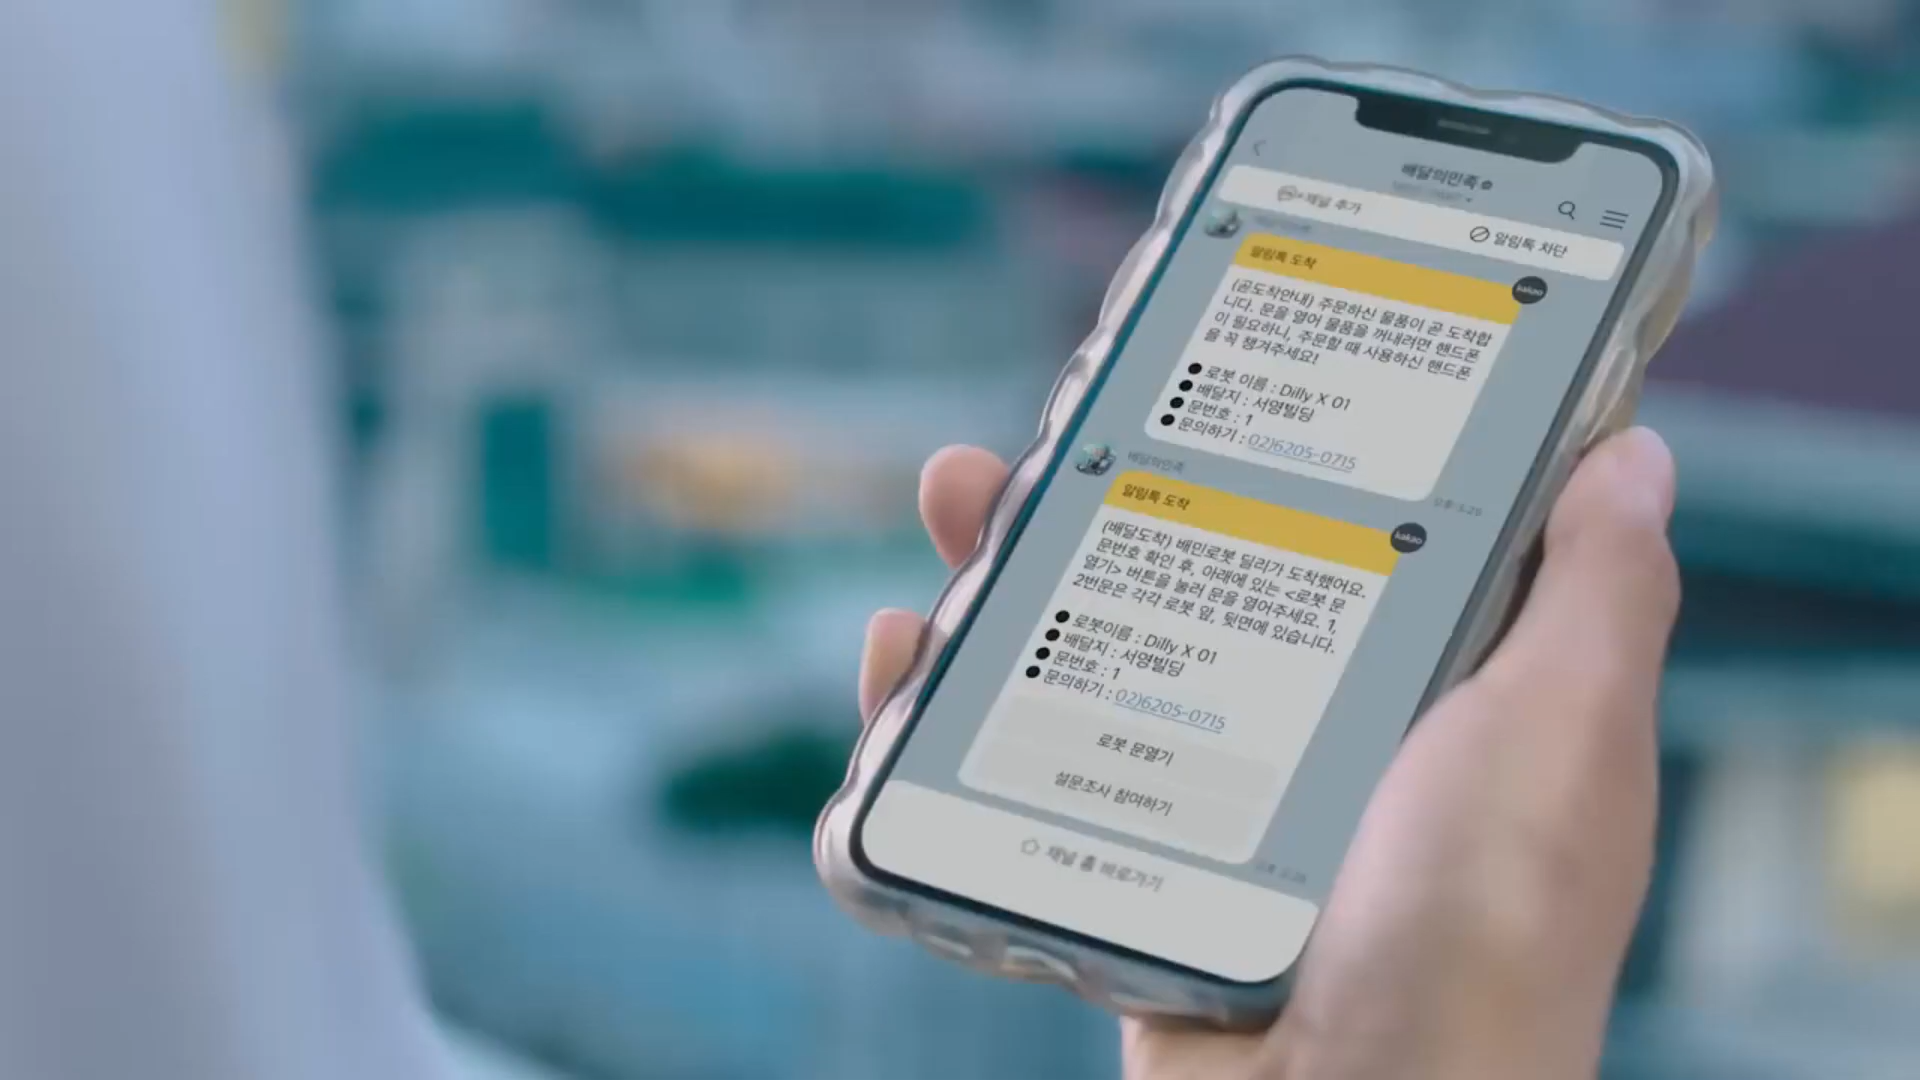 배달의민족
채널 추가
알림톡 차단
알림톡 도착
kakao
(곧도착안내) 주문하신 물품이 곧 도착합
니다. 문을 열어 물품을 꺼내려면 핸드폰
이 필요하니, 주문할 때 사용하신 핸드폰
을 꼭 챙겨주세요!
● 로봇 이름 : Dilly X 01
● 배달지 : 서영빌딩
● 문번호 : 1
● 문의하기 : 02)6205-0715
배달의민족
알림톡 도착
kakao
(배달도착) 배민로봇 딜리가 도착했어요.
문번호 확인 후, 아래에 있는 <로봇 문
열기> 버튼을 눌러 문을 열어주세요. 1,
2번문은 각각 로봇 앞, 뒷면에 있습니다.
● 로봇이름 : Dilly X 01
● 배달지 : 서영빌딩
● 문번호 : 1
● 문의하기 : 02)6205-0715
로봇 문열기
설문조사 참여하기
채널 홈 바로가기